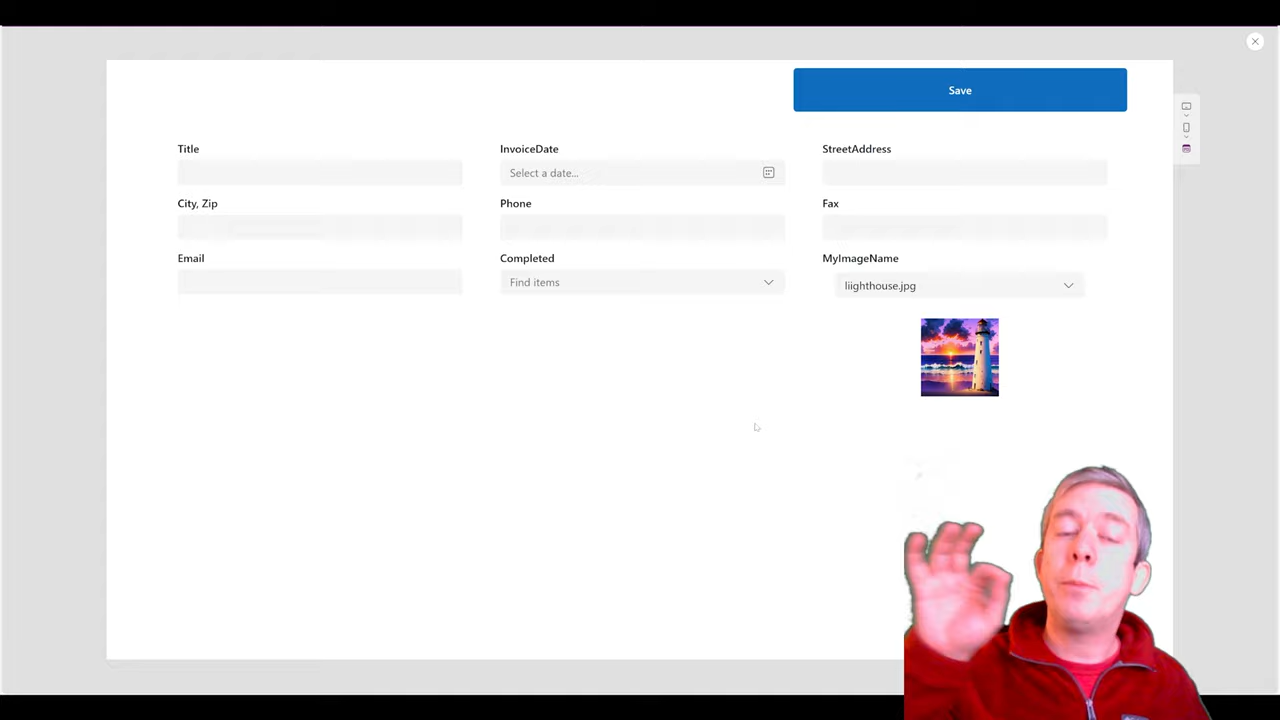 Save
Title
InvoiceDate
StreetAddress
Select a date...
City, Zip
Phone
Fax
Email
Completed
MyImageName
Find items
liighthouse.jpg